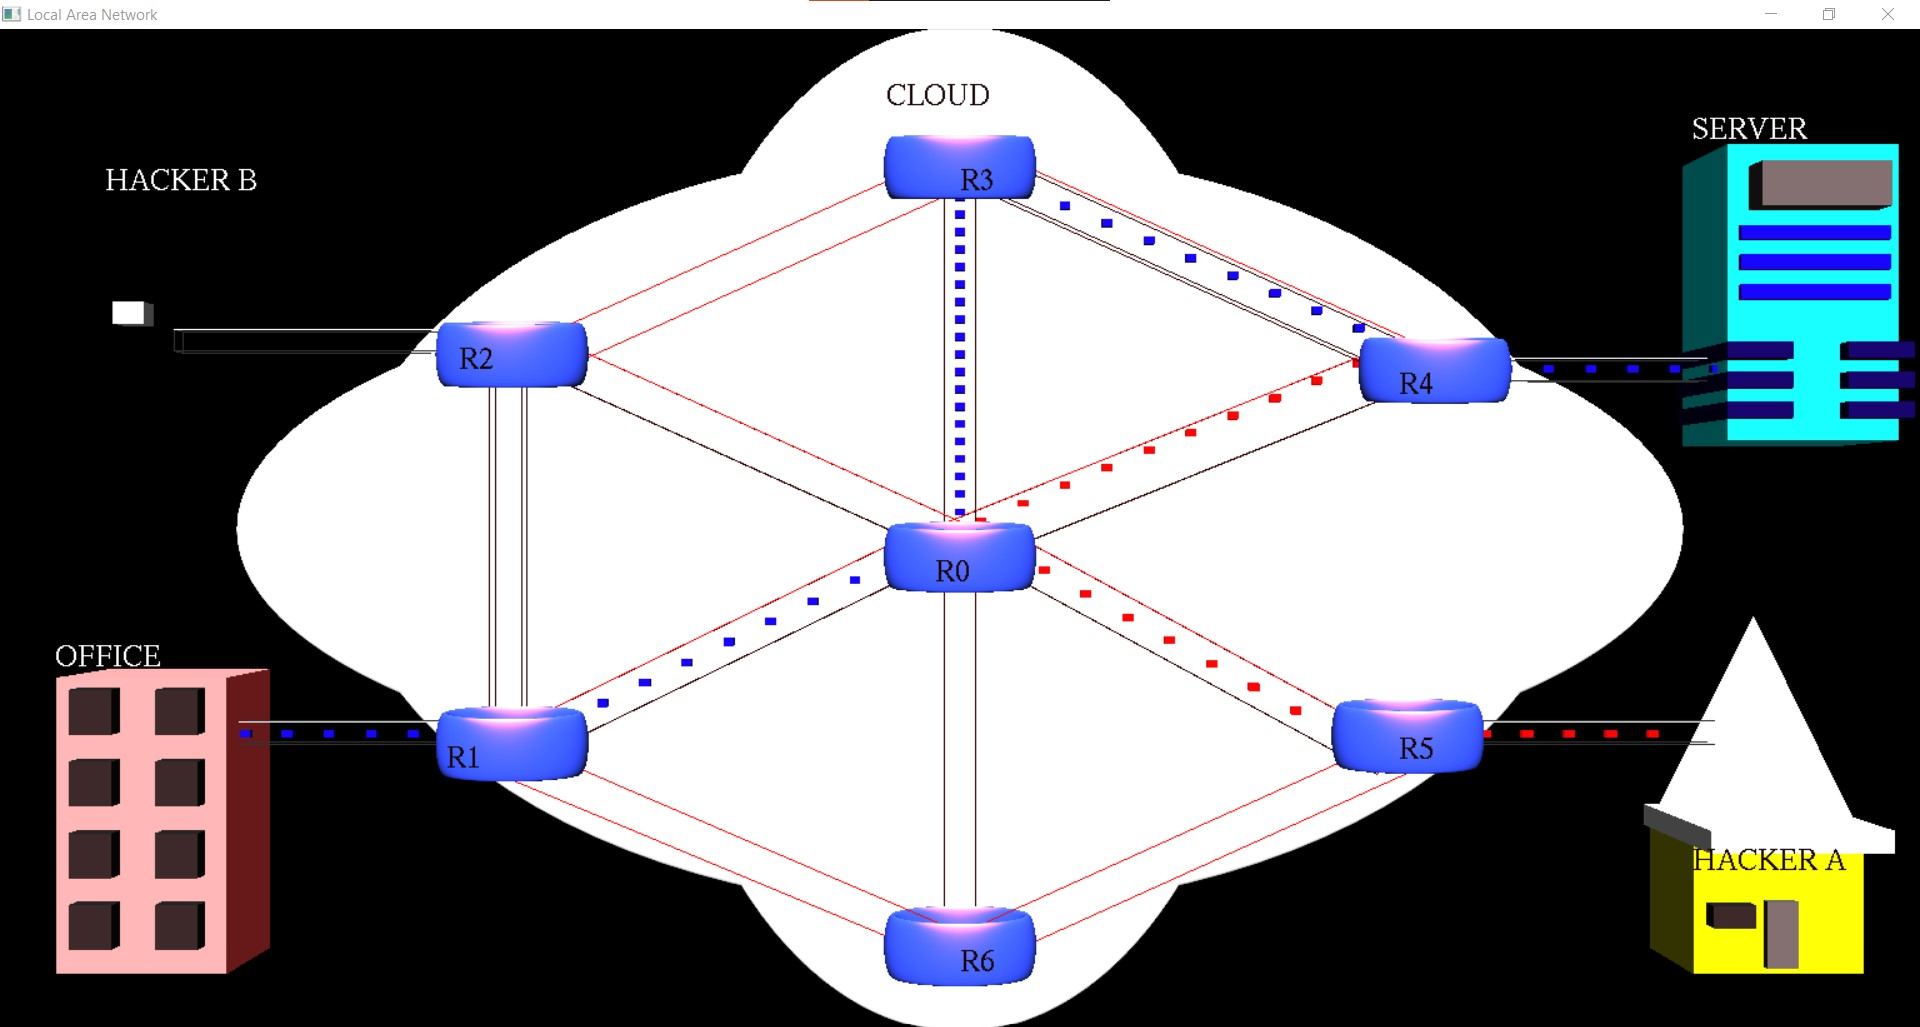 Local Area Network
CLOUD
SERVER
HACKER B
R3
R2
R4
R0
OFFICE
R1
R5
HACKER A
R6